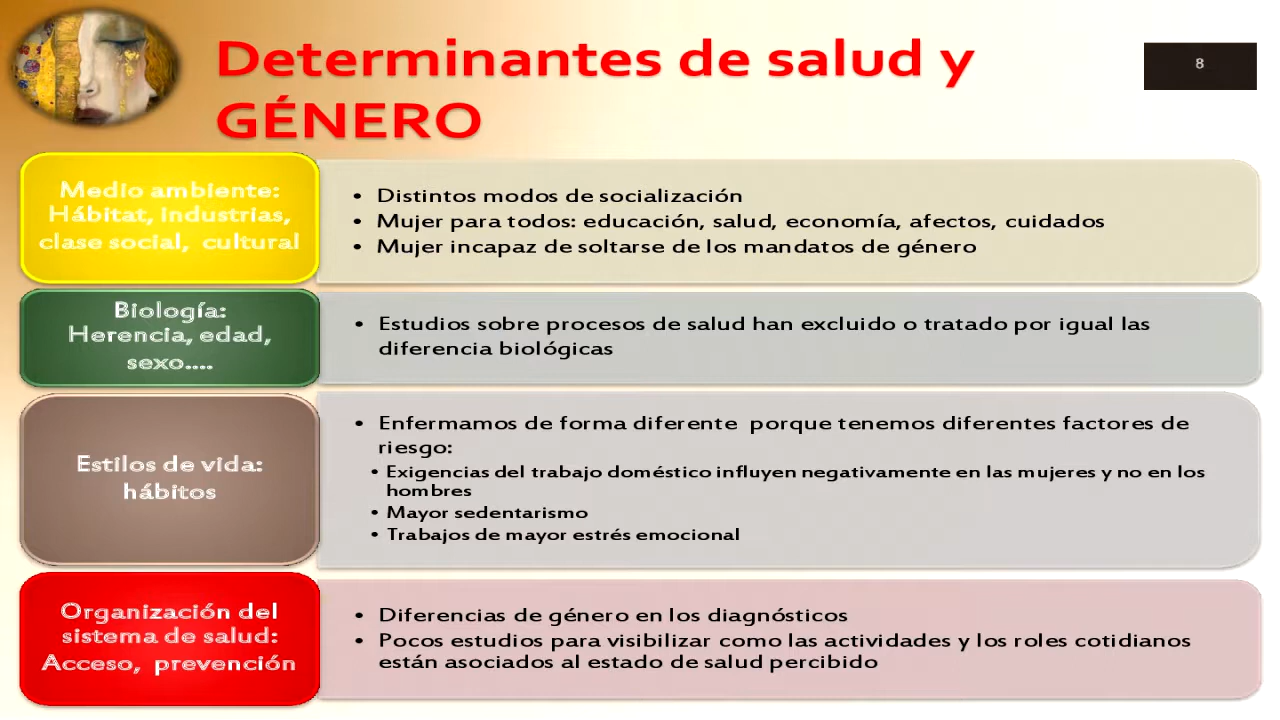 Determinantes de salud y
GÉNERO
8
Medio ambiente:
Hábitat, industrias,
clase social, cultural
• Distintos modos de socialización
• Mujer para todos: educación, salud, economía, afectos, cuidados
• Mujer incapaz de soltarse de los mandatos de género
Biología:
Herencia, edad,
sexo....
• Estudios sobre procesos de salud han excluido o tratado por igual las
diferencia biológicas
Estilos de vida:
hábitos
• Enfermamos de forma diferente porque tenemos diferentes factores de
riesgo:
• Exigencias del trabajo doméstico influyen negativamente en las mujeres y no en los
hombres
• Mayor sedentarismo
• Trabajos de mayor estrés emocional
Organización del
sistema de salud:
Acceso, prevención
• Diferencias de género en los diagnósticos
• Pocos estudios para visibilizar como las actividades y los roles cotidianos
están asociados al estado de salud percibido